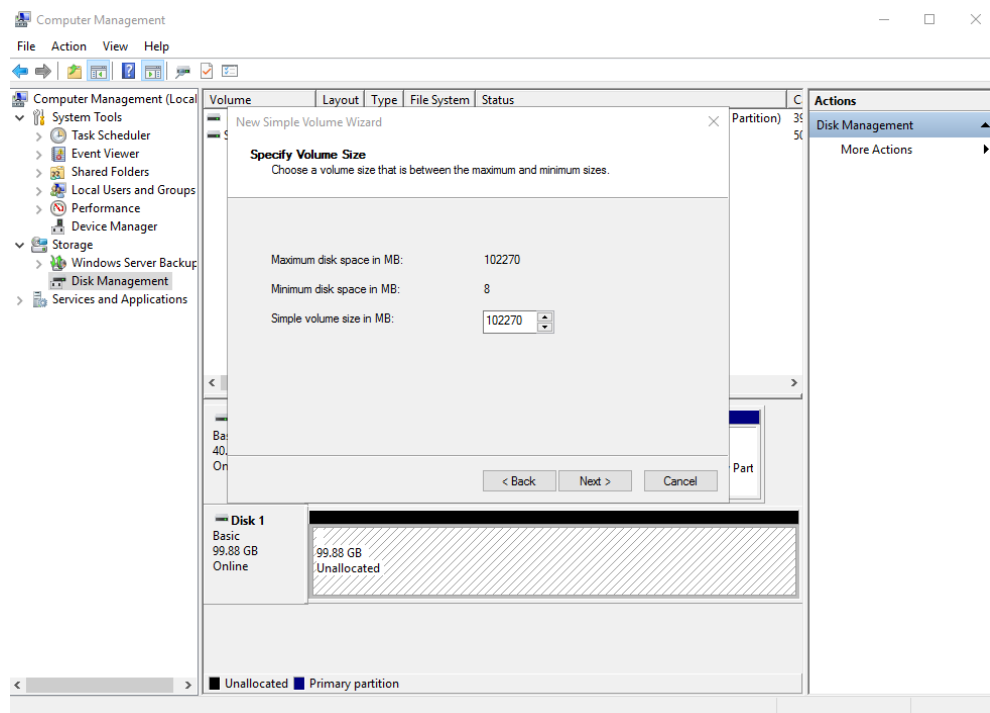 Computer Management
File Action View Help
Computer Management (Local
System Tools
Task Scheduler
Event Viewer
Shared Folders
Local Users and Groups
Performance
Device Manager
Storage
Windows Server Backup
Disk Management
Services and Applications
Volume Layout Type File System Status C
Partition) 39
S 50
New Simple Volume Wizard
Specify Volume Size
Choose a volume size that is between the maximum and minimum sizes.
Maximum disk space in MB: 102270
Minimum disk space in MB: 8
Simple volume size in MB: 102270
< Back Next > Cancel
Bas
40.
On
Part
Disk 1
Basic
99.88 GB
Online
99.88 GB
Unallocated
Unallocated Primary partition
Actions
Disk Management
More Actions